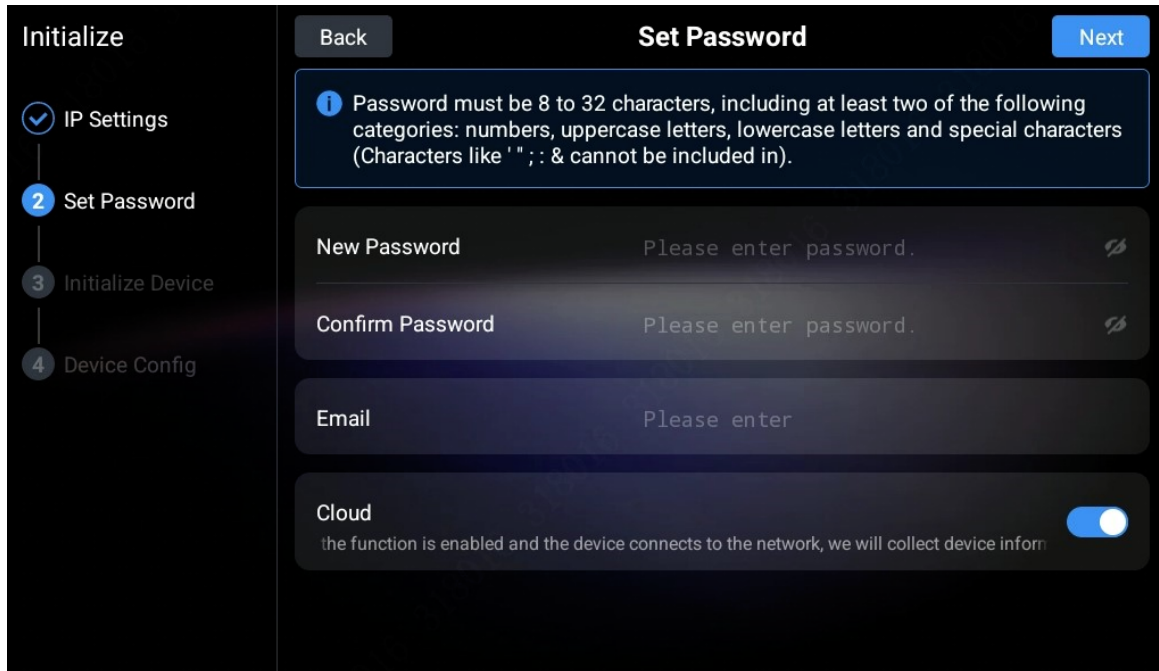 Initialize
Back
Set Password
Next
Password must be 8 to 32 characters, including at least two of the following
categories: numbers, uppercase letters, lowercase letters and special characters
(Characters like ' " ; : & cannot be included in).
IP Settings
2 Set Password
3 Initialize Device
4 Device Config
New Password Please enter password.
Confirm Password Please enter password.
Email Please enter
Cloud
the function is enabled and the device connects to the network, we will collect device inform